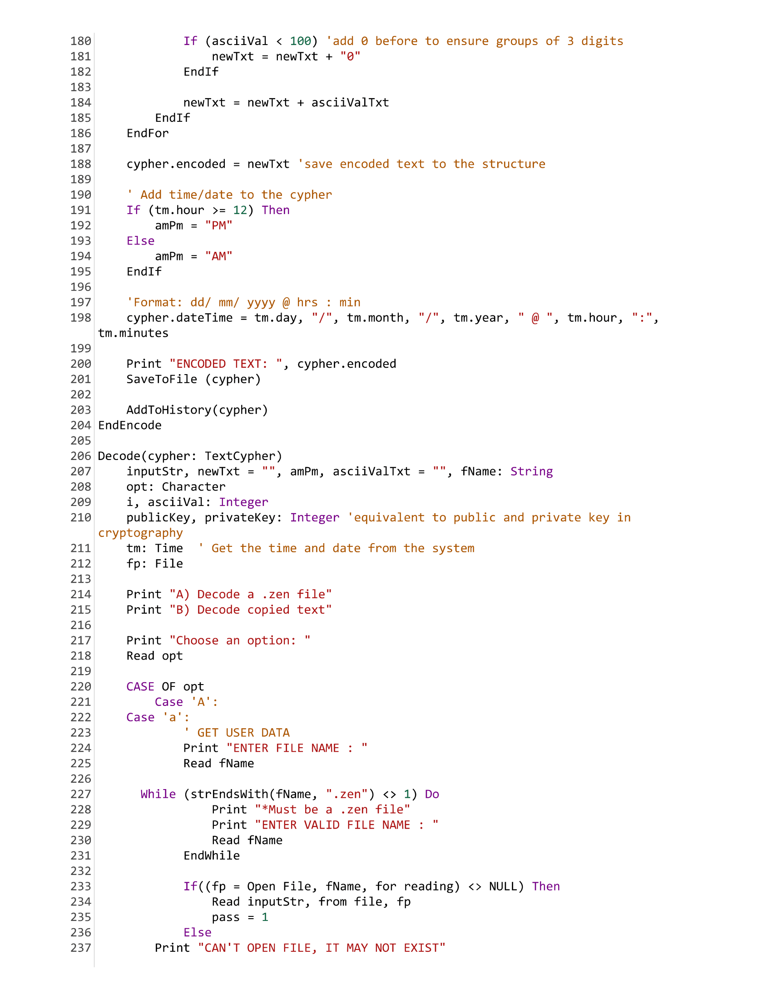 180             If (asciiVal < 100) 'add 0 before to ensure groups of 3 digits
181                 newTxt = newTxt + "0"
182             EndIf
183
184             newTxt = newTxt + asciiValTxt
185         EndIf
186     EndFor
187
188     cypher.encoded = newTxt 'save encoded text to the structure
189
190     ' Add time/date to the cypher
191     If (tm.hour >= 12) Then
192         amPm = "PM"
193     Else
194         amPm = "AM"
195     EndIf
196
197     'Format: dd/ mm/ yyyy @ hrs : min
198     cypher.dateTime = tm.day, "/", tm.month, "/", tm.year, " @ ", tm.hour, ":",
tm.minutes
199
200     Print "ENCODED TEXT: ", cypher.encoded
201     SaveToFile (cypher)
202
203     AddToHistory(cypher)
204 EndEncode
205
206 Decode(cypher: TextCypher)
207     inputStr, newTxt = "", amPm, asciiValTxt = "", fName: String
208     opt: Character
209     i, asciiVal: Integer
210     publicKey, privateKey: Integer 'equivalent to public and private key in
cryptography
211     tm: Time  ' Get the time and date from the system
212     fp: File
213
214     Print "A) Decode a .zen file"
215     Print "B) Decode copied text"
216
217     Print "Choose an option: "
218     Read opt
219
220     CASE OF opt
221         Case 'A':
222     Case 'a':
223             ' GET USER DATA
224             Print "ENTER FILE NAME : "
225             Read fName
226
227       While (strEndsWith(fName, ".zen") <> 1) Do
228                 Print "*Must be a .zen file"
229                 Print "ENTER VALID FILE NAME : "
230                 Read fName
231             EndWhile
232
233             If((fp = Open File, fName, for reading) <> NULL) Then
234                 Read inputStr, from file, fp
235                 pass = 1
236             Else
237         Print "CAN'T OPEN FILE, IT MAY NOT EXIST"